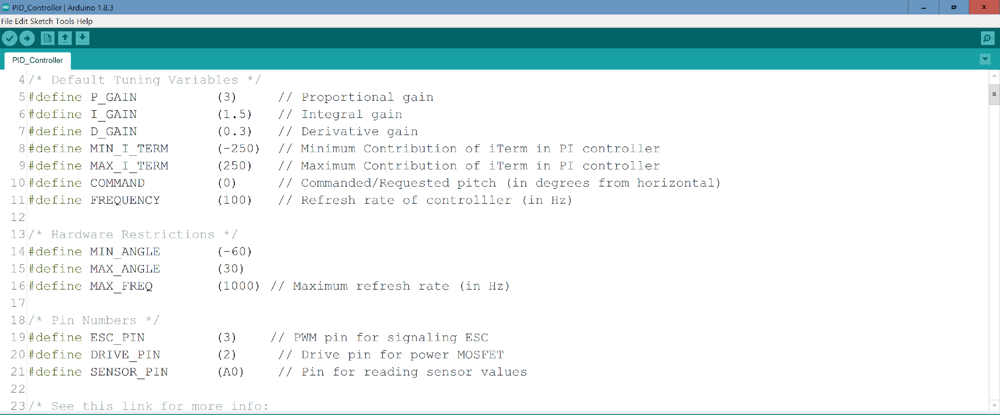 PID_Controller | Arduino 1.8.3
File Edit Sketch Tools Help
PID_Controller
4 /* Default Tuning Variables */
5 #define P_GAIN (3) // Proportional gain
6 #define I_GAIN (1.5) // Integral gain
7 #define D_GAIN (0.3) // Derivative gain
8 #define MIN_I_TERM (-250) // Minimum Contribution of iTerm in PI controller
9 #define MAX_I_TERM (250) // Maximum Contribution of iTerm in PI controller
10 #define COMMAND (0) // Commanded/Requested pitch (in degrees from horizontal)
11 #define FREQUENCY (100) // Refresh rate of controlller (in Hz)
12
13 /* Hardware Restrictions */
14 #define MIN_ANGLE (-60)
15 #define MAX_ANGLE (30)
16 #define MAX_FREQ (1000) // Maximum refresh rate (in Hz)
17
18 /* Pin Numbers */
19 #define ESC_PIN (3) // PWM pin for signaling ESC
20 #define DRIVE_PIN (2) // Drive pin for power MOSFET
21 #define SENSOR_PIN (A0) // Pin for reading sensor values
22
23 /* See this link for more info: